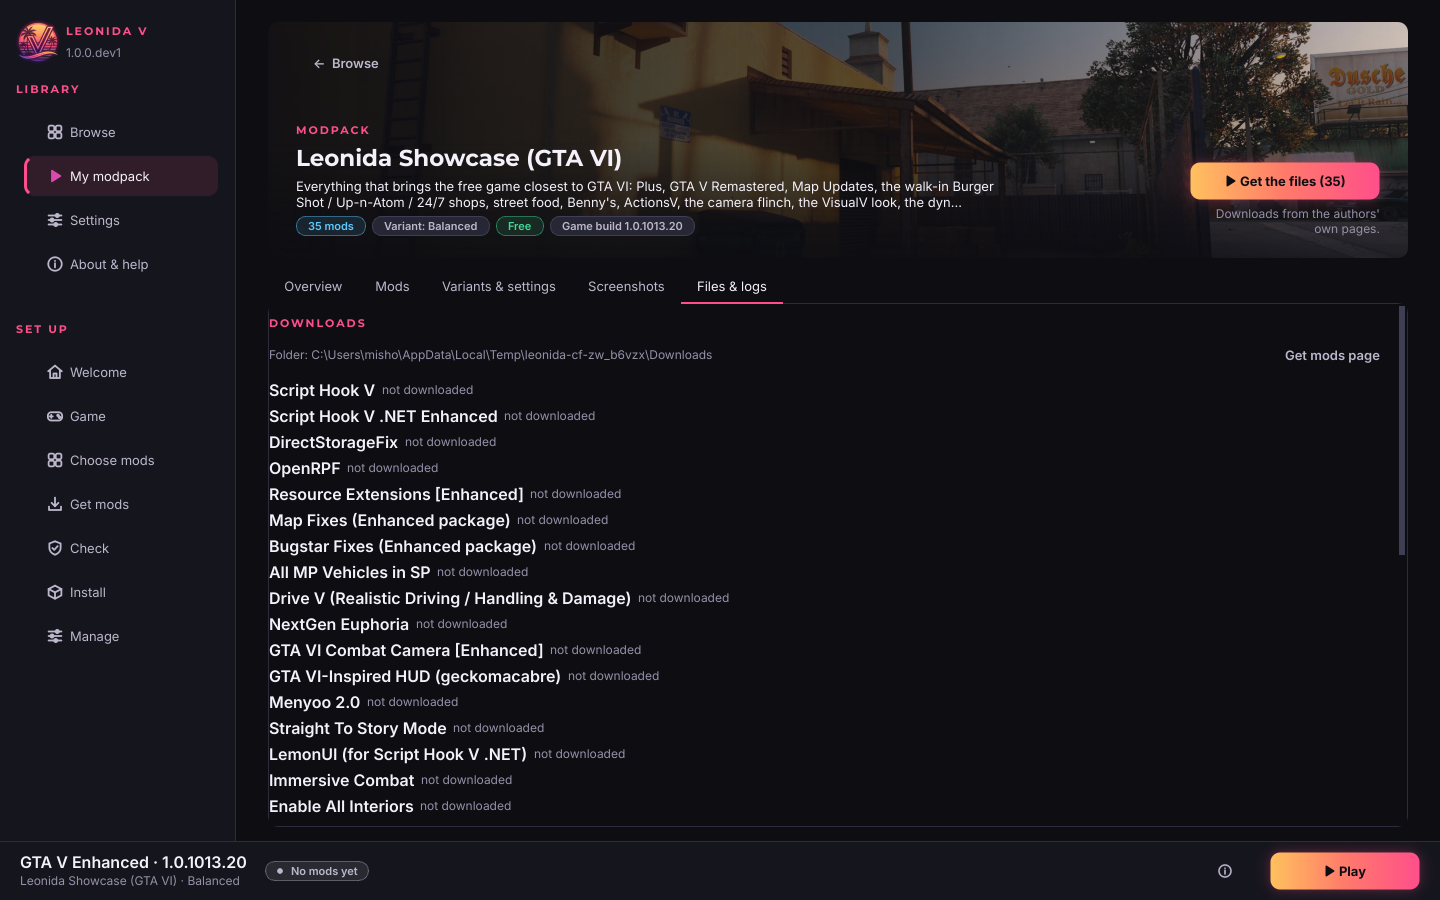 LEONIDA V
1.0.0.dev1
LIBRARY
Browse
My modpack
Settings
About & help
SET UP
Welcome
Game
Choose mods
Get mods
Check
Install
Manage
← Browse
MODPACK
Leonida Showcase (GTA VI)
Everything that brings the free game closest to GTA VI: Plus, GTA V Remastered, Map Updates, the walk-in Burger
Shot / Up-n-Atom / 24/7 shops, street food, Benny's, ActionsV, the camera flinch, the VisualV look, the dyn...
35 mods
Variant: Balanced
Free
Game build 1.0.1013.20
Dusche
GOLD
Get the files (35)
Downloads from the authors'
own pages.
Overview
Mods
Variants & settings
Screenshots
Files & logs
DOWNLOADS
Folder: C:\Users\misho\AppData\Local\Temp\leonida-cf-zw_b6vzx\Downloads
Get mods page
Script Hook V not downloaded
Script Hook V .NET Enhanced not downloaded
DirectStorageFix not downloaded
OpenRPF not downloaded
Resource Extensions [Enhanced] not downloaded
Map Fixes (Enhanced package) not downloaded
Bugstar Fixes (Enhanced package) not downloaded
All MP Vehicles in SP not downloaded
Drive V (Realistic Driving / Handling & Damage) not downloaded
NextGen Euphoria not downloaded
GTA VI Combat Camera [Enhanced] not downloaded
GTA VI-Inspired HUD (geckomacabre) not downloaded
Menyoo 2.0 not downloaded
Straight To Story Mode not downloaded
LemonUI (for Script Hook V .NET) not downloaded
Immersive Combat not downloaded
Enable All Interiors not downloaded
GTA V Enhanced · 1.0.1013.20
Leonida Showcase (GTA VI) · Balanced
No mods yet
Play